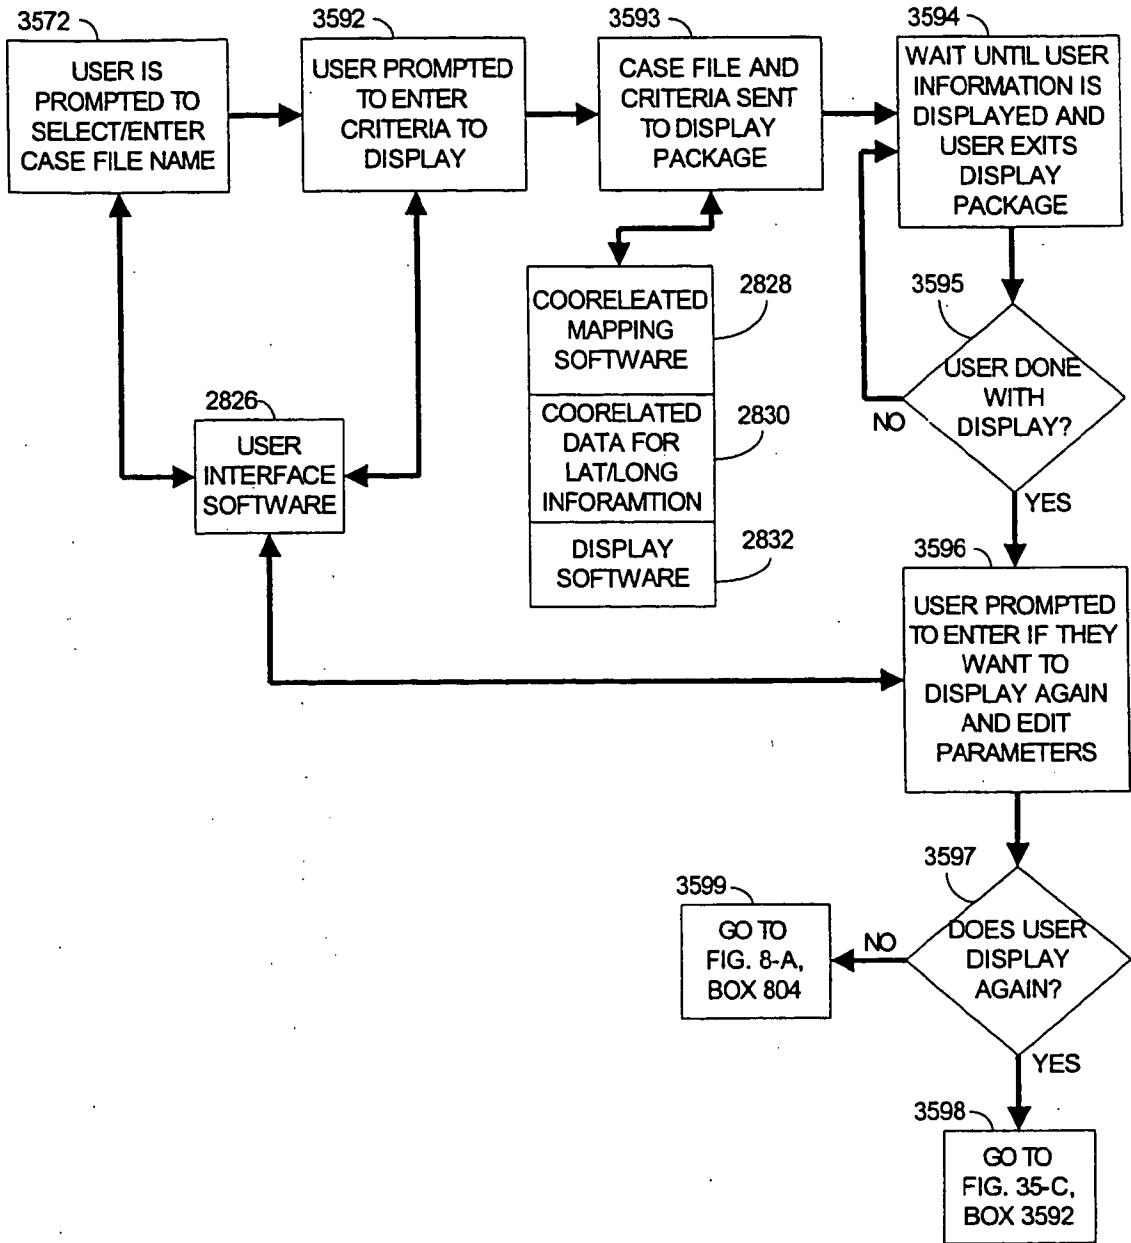 3572
USER IS
PROMPTED TO
SELECT/ENTER
CASE FILE NAME
3592
USER PROMPTED
TO ENTER
CRITERIA TO
DISPLAY
3593
CASE FILE AND
CRITERIA SENT
TO DISPLAY
PACKAGE
3594
WAIT UNTIL USER
INFORMATION IS
DISPLAYED AND
USER EXITS
DISPLAY
PACKAGE
2826
USER
INTERFACE
SOFTWARE
COORELEATED
MAPPING
SOFTWARE
2828
COORELATED
DATA FOR
LAT/LONG
INFORAMTION
2830
DISPLAY
SOFTWARE
2832
3595
USER DONE
WITH
DISPLAY?
NO
YES
3596
USER PROMPTED
TO ENTER IF THEY
WANT TO
DISPLAY AGAIN
AND EDIT
PARAMETERS
3597
DOES USER
DISPLAY
AGAIN?
NO
YES
3599
GO TO
FIG. 8-A,
BOX 804
3598
GO TO
FIG. 35-C,
BOX 3592